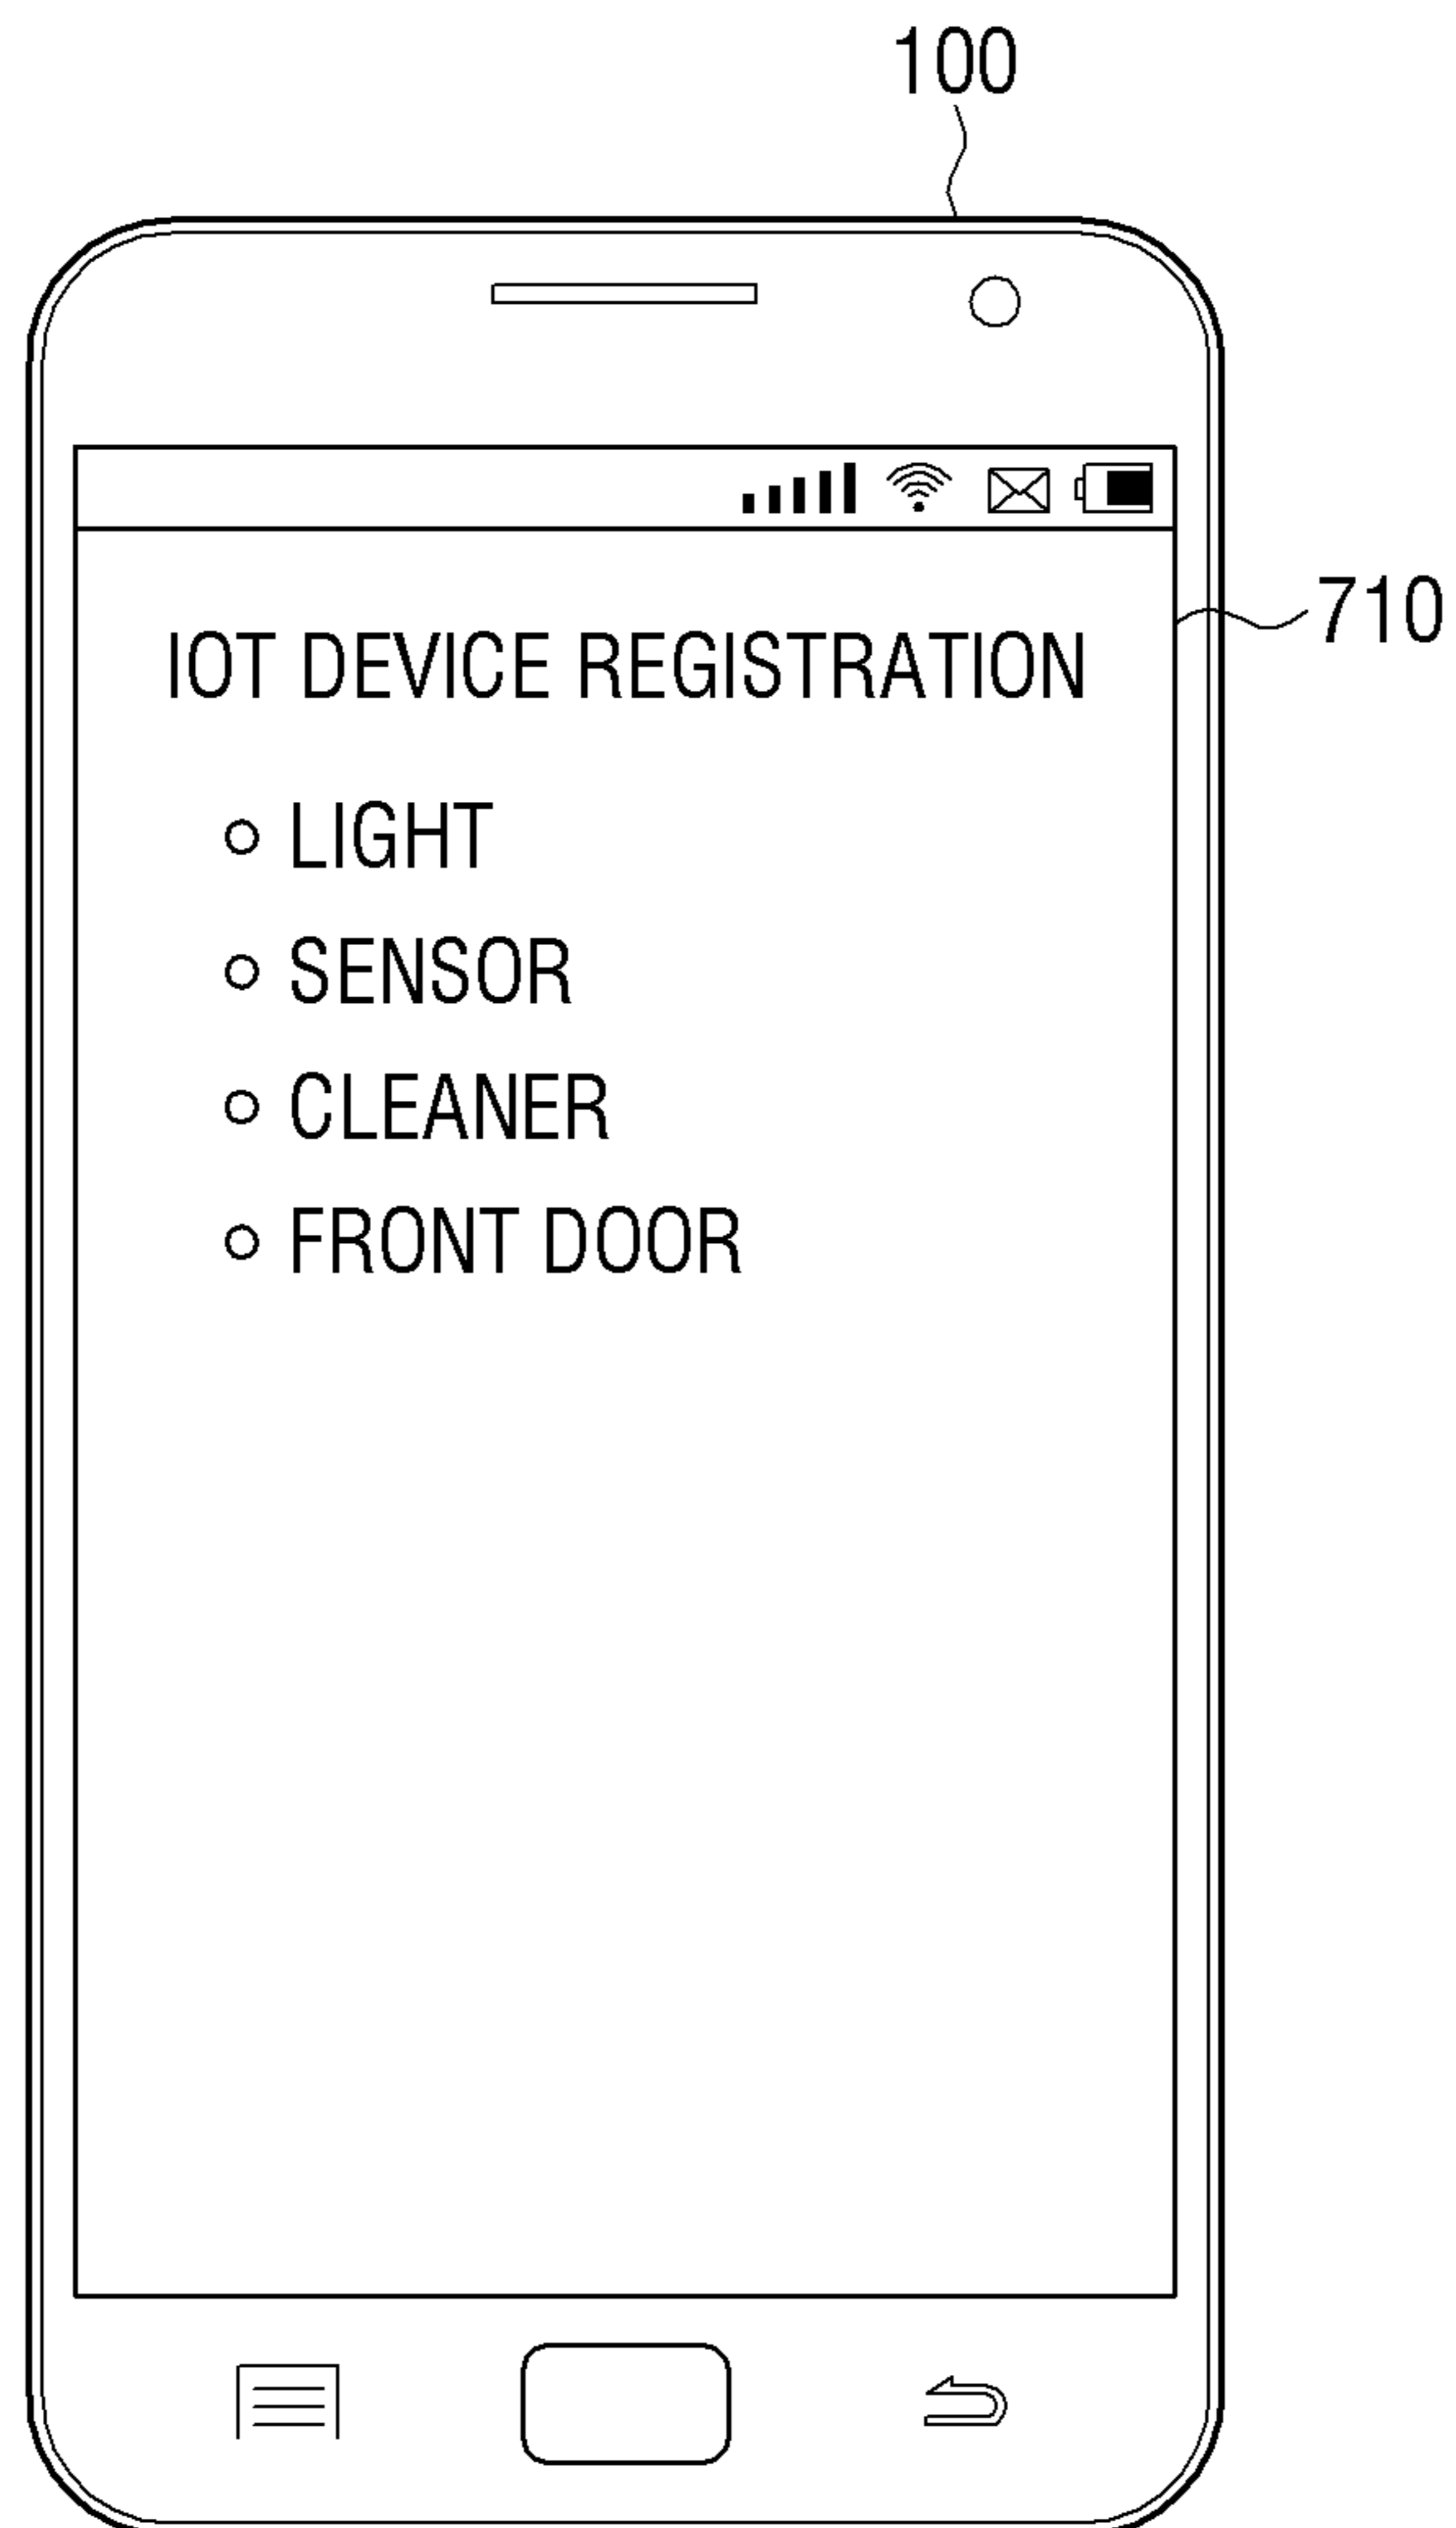 100
710
IOT DEVICE REGISTRATION
LIGHT
SENSOR
CLEANER
FRONT DOOR